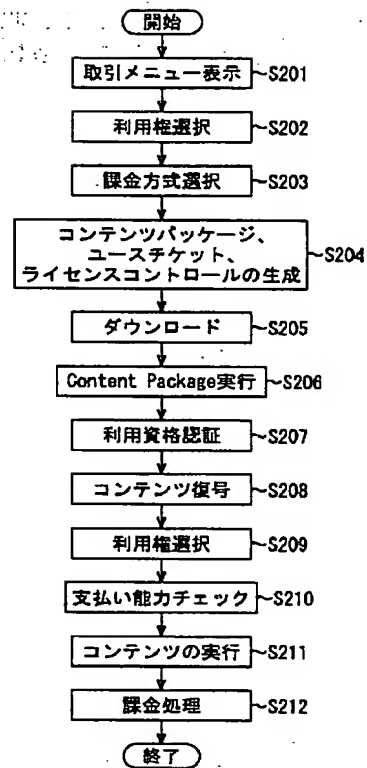 開始
取引メニュー表示 ~S201
利用権選択 ~S202
課金方式選択 ~S203
コンテンツパッケージ、
ユースチケット、
ライセンスコントロールの生成 ~S204
ダウンロード ~S205
Content Package実行 ~S206
利用資格認証 ~S207
コンテンツ復号 ~S208
利用権選択 ~S209
支払い能力チェック ~S210
コンテンツの実行 ~S211
課金処理 ~S212
終了